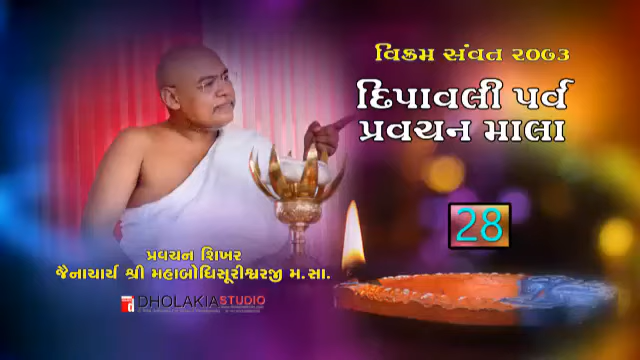 વિક્રમ સંવત ૨૦૭૩
દિપાવલી પર્વ
પ્રવચન માલા
28
પ્રવચન શિખર
જૈનાચાર્ય શ્રી મહાબોધિસૂરીશ્વરજી મ.સા.
DHOLAKIA STUDIO